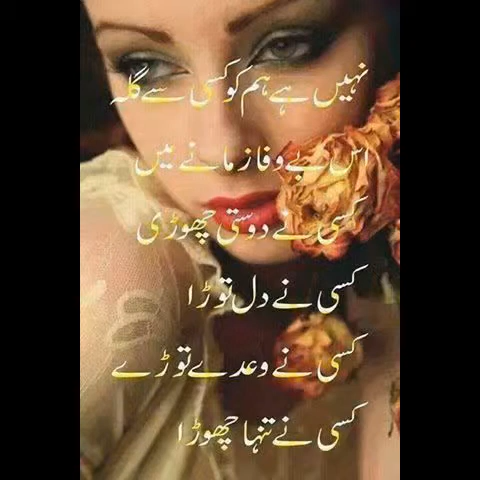 نہیں ہے ہم کو کسی سے گلہ
اس بے وفا زمانے میں
کسی نے دوستی چھوڑی
کسی نے دل توڑا
کسی نے وعدے توڑے
کسی نے تنہا چھوڑا